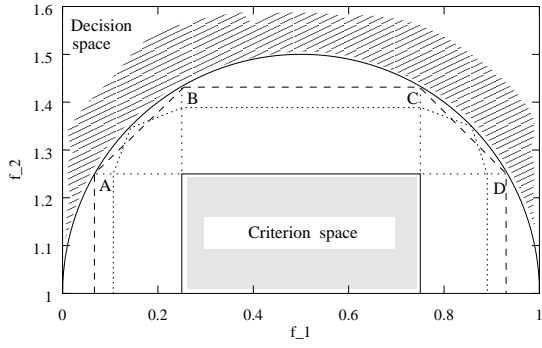 1.6
Decision
space
1.5
1.4
B
C
1.3
f_2
1.2
A
D
1.1
Criterion space
1
0
0.2
0.4
0.6
0.8
1
f_1